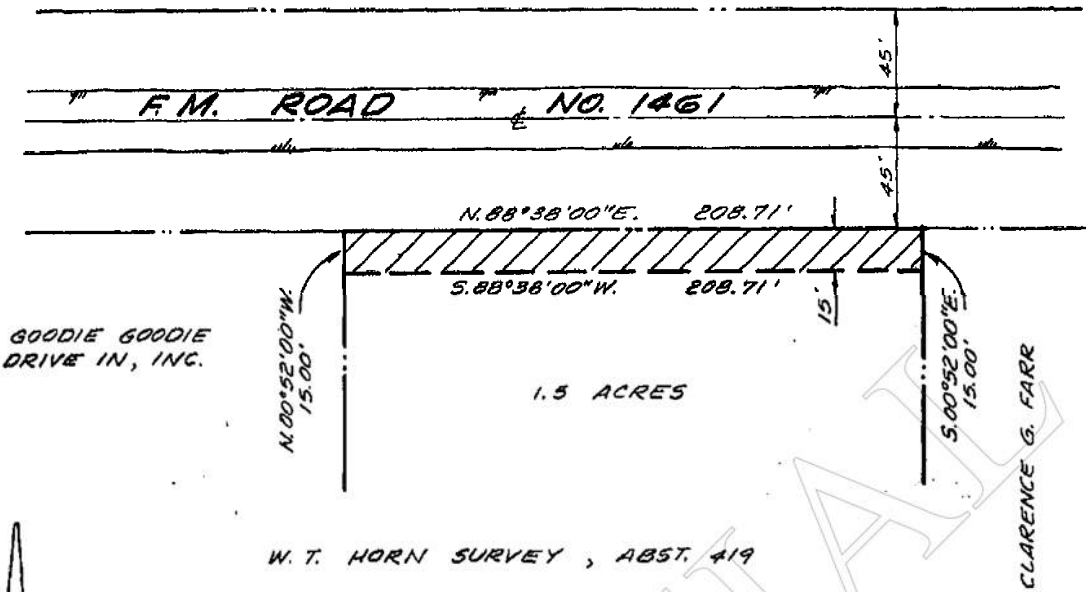 45'
F.M. ROAD ℄ NO. 1461
45'
N.88°38'00"E. 208.71'
S.88°38'00"W. 208.71'
15'
N.00°52'00"W.
15.00'
S.00°52'00"E.
15.00'
GOODIE GOODIE
DRIVE IN, INC.
1.5 ACRES
CLARENCE G. FARR
W. T. HORN SURVEY , ABST. 419